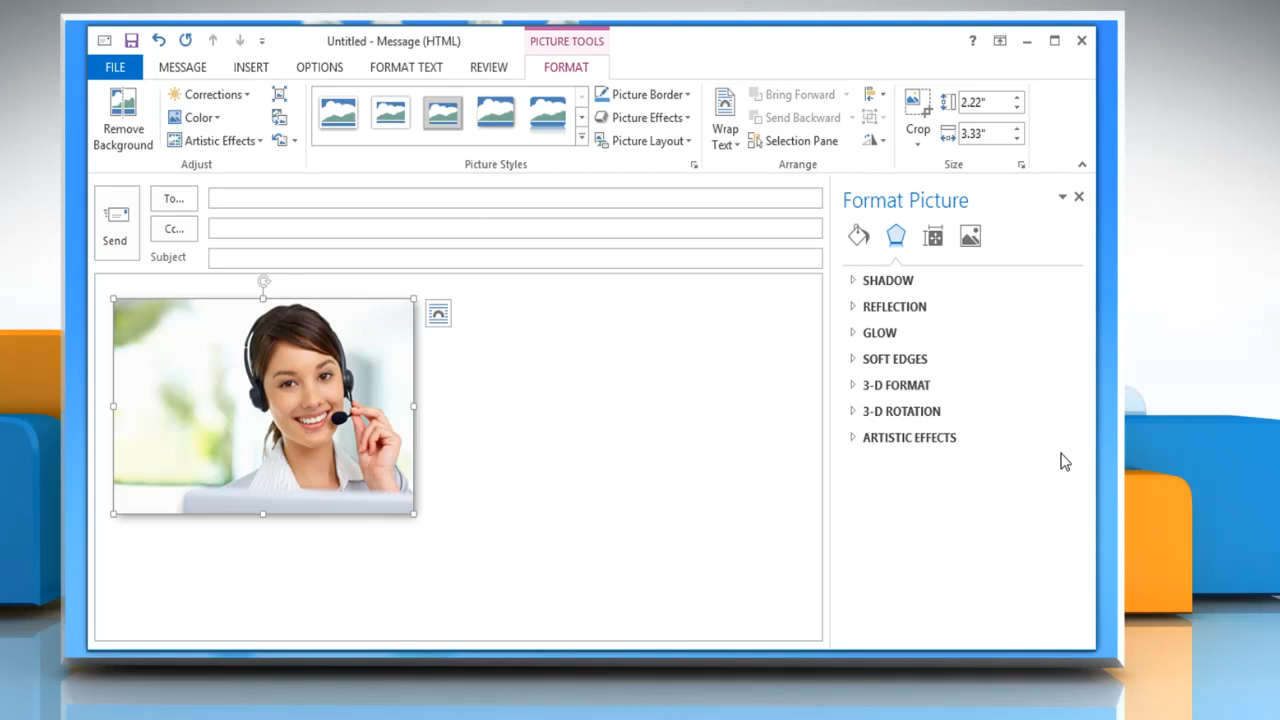 Untitled - Message (HTML)
PICTURE TOOLS
?
FILE
MESSAGE
INSERT
OPTIONS
FORMAT TEXT
REVIEW
FORMAT
Remove
Background
Corrections
Color
Artistic Effects
Adjust
Picture Styles
Picture Border
Picture Effects
Picture Layout
Wrap
Text
Bring Forward
Send Backward
Selection Pane
Arrange
Crop
2.22"
3.33"
Size
Send
To...
Cc...
Subject
Format Picture
SHADOW
REFLECTION
GLOW
SOFT EDGES
3-D FORMAT
3-D ROTATION
ARTISTIC EFFECTS